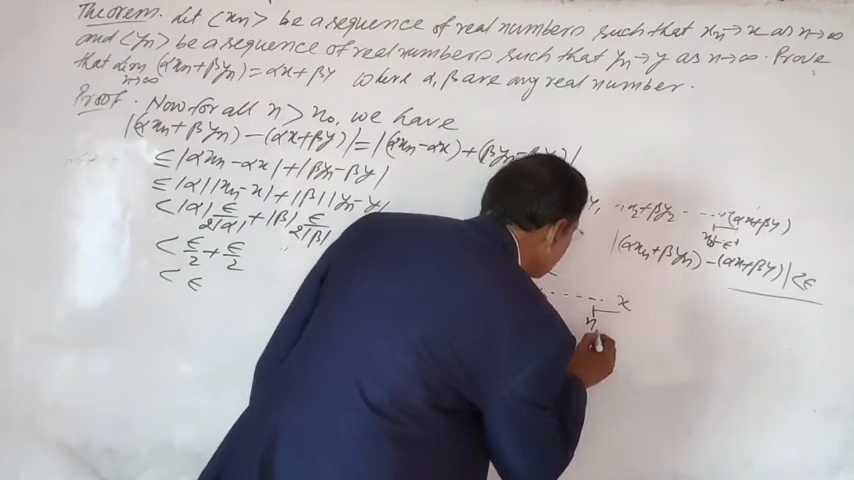 Theorem. Let <xn> be a sequence of real numbers such that xn→x as n→∞
and <yn> be a sequence of real numbers such that yn→y as n→∞. Prove
that lim n→∞ (αxn+βyn)=αx+βy where α, β are any real number.
Proof. Now for all n>n₀, we have
|(αxn+βyn)-(αx+βy)|=|(αxn-αx)+(βyn-βy)|
≤|αxn-αx|+|βyn-βy|
≤|α||xn-x|+|β||yn-y|
<|α| ϵ/2|α| +|β| ϵ/2|β|
< ϵ/2 + ϵ/2
< ϵ
x₂+βy₂ ----- (αx+βy)
|(αxn+βyn)-(αx+βy)|<ϵ
x
n